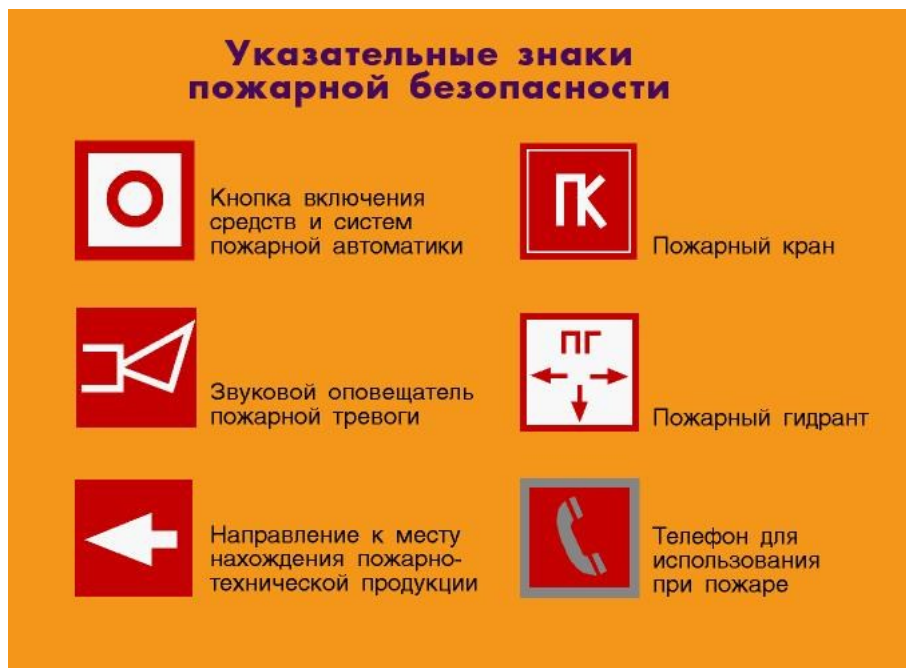 Указательные знаки
пожарной безопасности
Кнопка включения
средств и систем
пожарной автоматики
ПК
Пожарный кран
Звуковой оповещатель
пожарной тревоги
ПГ
Пожарный гидрант
Направление к месту
нахождения пожарно-
технической продукции
Телефон для
использования
при пожаре